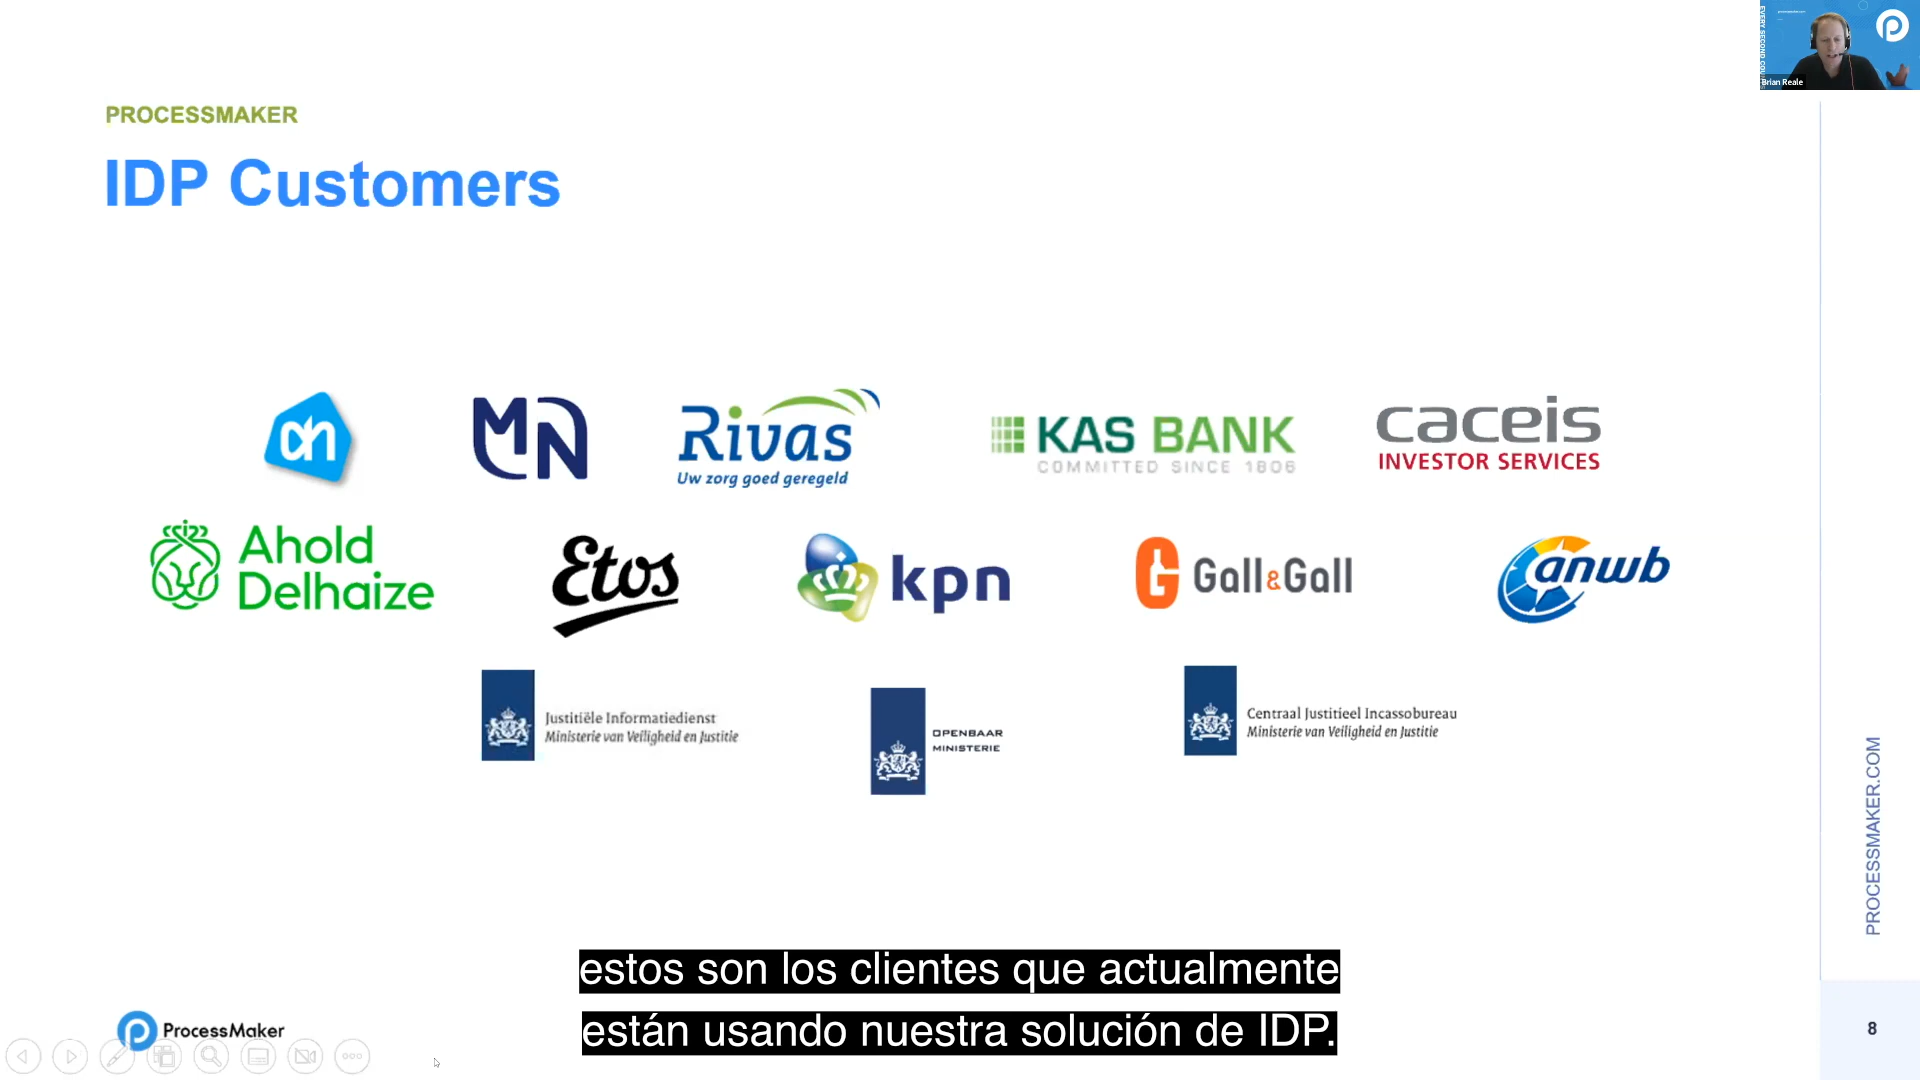 Brian Reale
PROCESSMAKER
IDP Customers
ah
MN
Rivas
Uw zorg goed geregeld
KAS BANK
COMMITTED SINCE 1806
caceis
INVESTOR SERVICES
Ahold
Delhaize
Etos
kpn
Gall&Gall
anwb
Justitiële Informatiedienst
Ministerie van Veiligheid en Justitie
OPENBAAR
MINISTERIE
Centraal Justitieel Incassobureau
Ministerie van Veiligheid en Justitie
PROCESSMAKER.COM
estos son los clientes que actualmente
están usando nuestra solución de IDP.
ProcessMaker
8